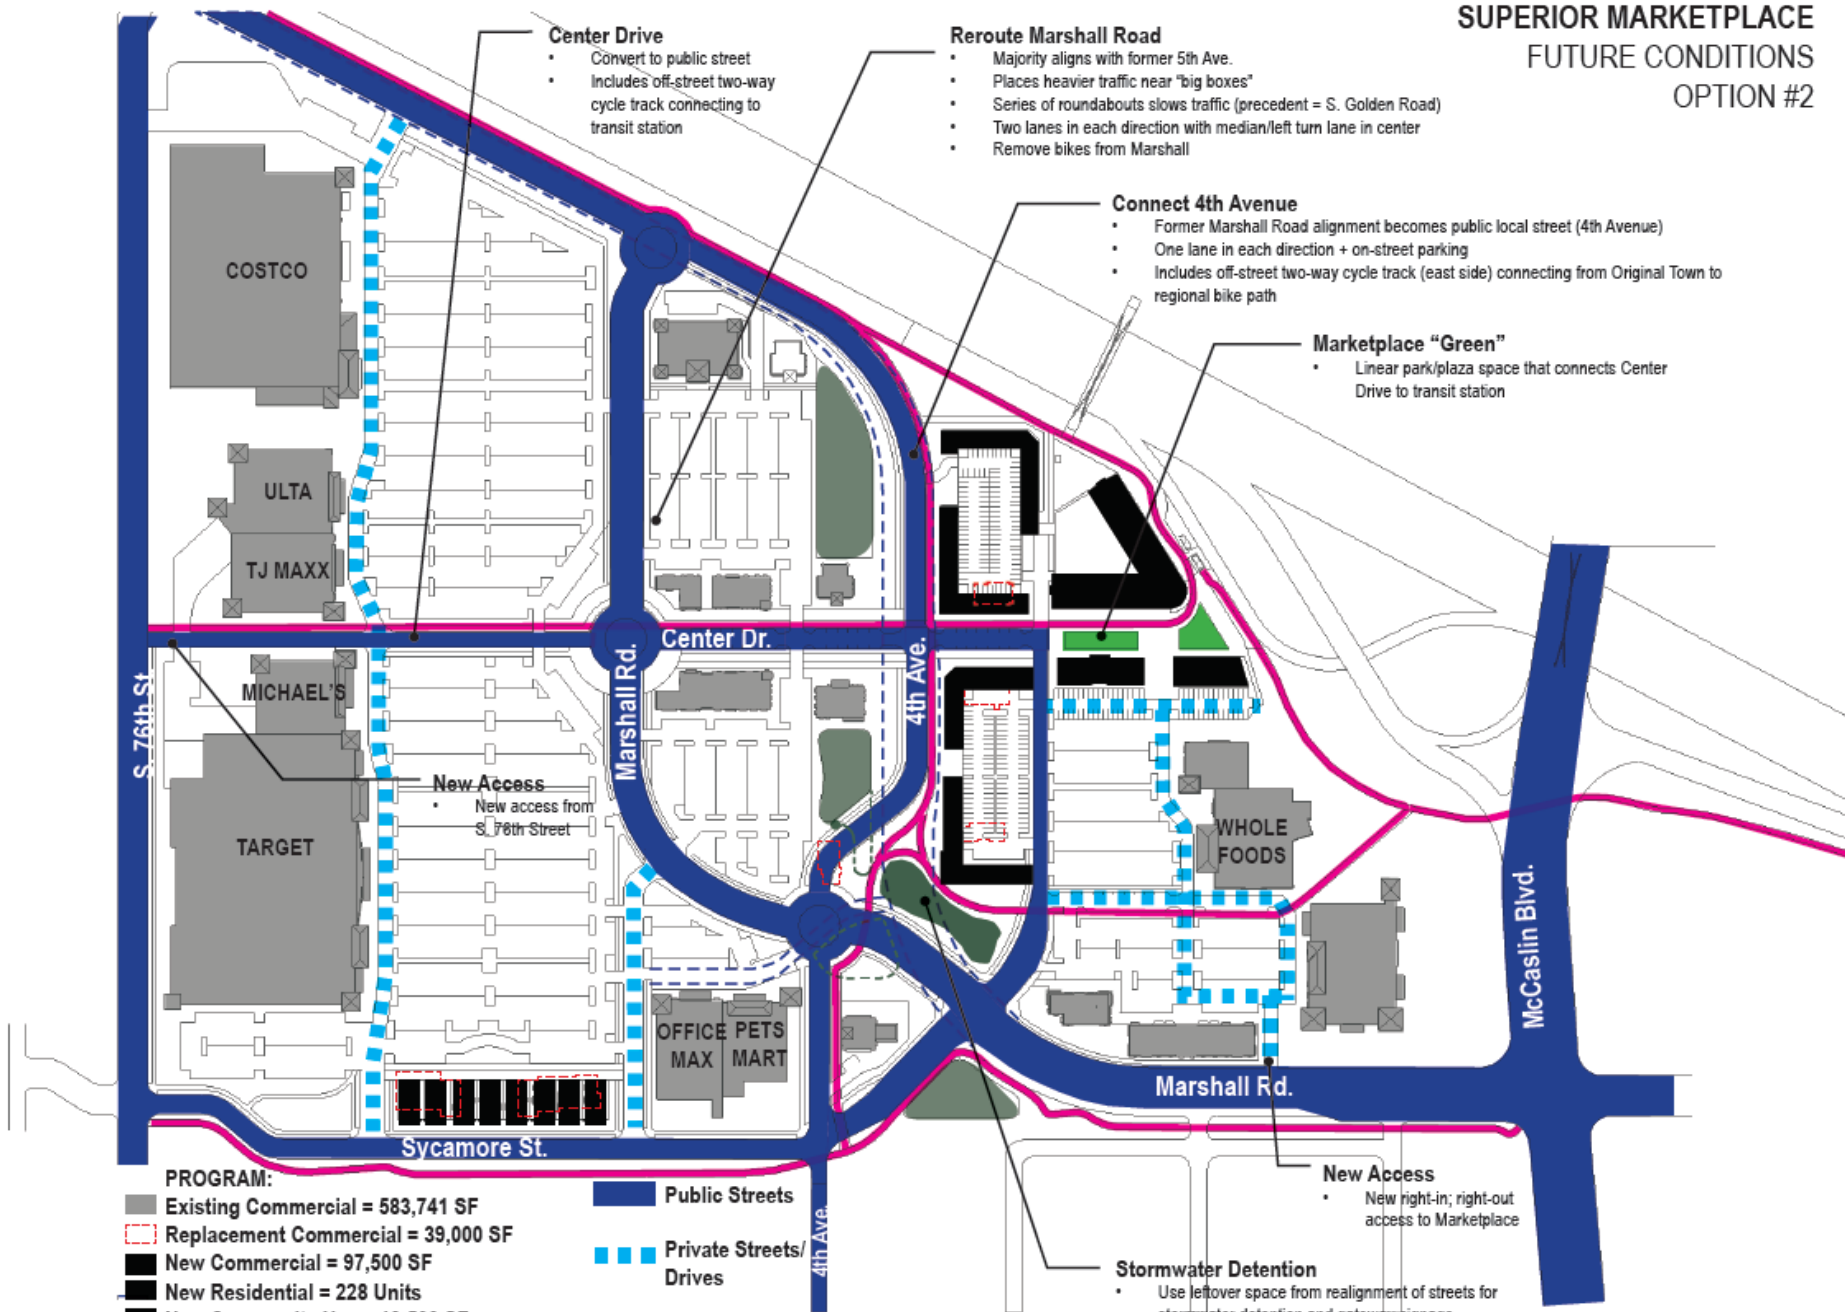 SUPERIOR MARKETPLACE
FUTURE CONDITIONS
OPTION #2
Center Drive
• Convert to public street
• Includes off-street two-way
cycle track connecting to
transit station
Reroute Marshall Road
• Majority aligns with former 5th Ave.
• Places heavier traffic near “big boxes”
• Series of roundabouts slows traffic (precedent = S. Golden Road)
• Two lanes in each direction with median/left turn lane in center
• Remove bikes from Marshall
Connect 4th Avenue
• Former Marshall Road alignment becomes public local street (4th Avenue)
• One lane in each direction + on-street parking
• Includes off-street two-way cycle track (east side) connecting from Original Town to
regional bike path
Marketplace “Green”
• Linear park/plaza space that connects Center
Drive to transit station
COSTCO
ULTA
TJ MAXX
Center Dr.
MICHAEL'S
S. 76th St.
Marshall Rd.
4th Ave.
New Access
• New access from
S. 76th Street
TARGET
WHOLE
FOODS
McCaslin Blvd.
OFFICE
MAX
PETS
MART
Marshall Rd.
Sycamore St.
4th Ave.
New Access
• New right-in; right-out
access to Marketplace
Stormwater Detention
• Use leftover space from realignment of streets for
PROGRAM:
Existing Commercial = 583,741 SF
Replacement Commercial = 39,000 SF
New Commercial = 97,500 SF
New Residential = 228 Units
Public Streets
Private Streets/
Drives